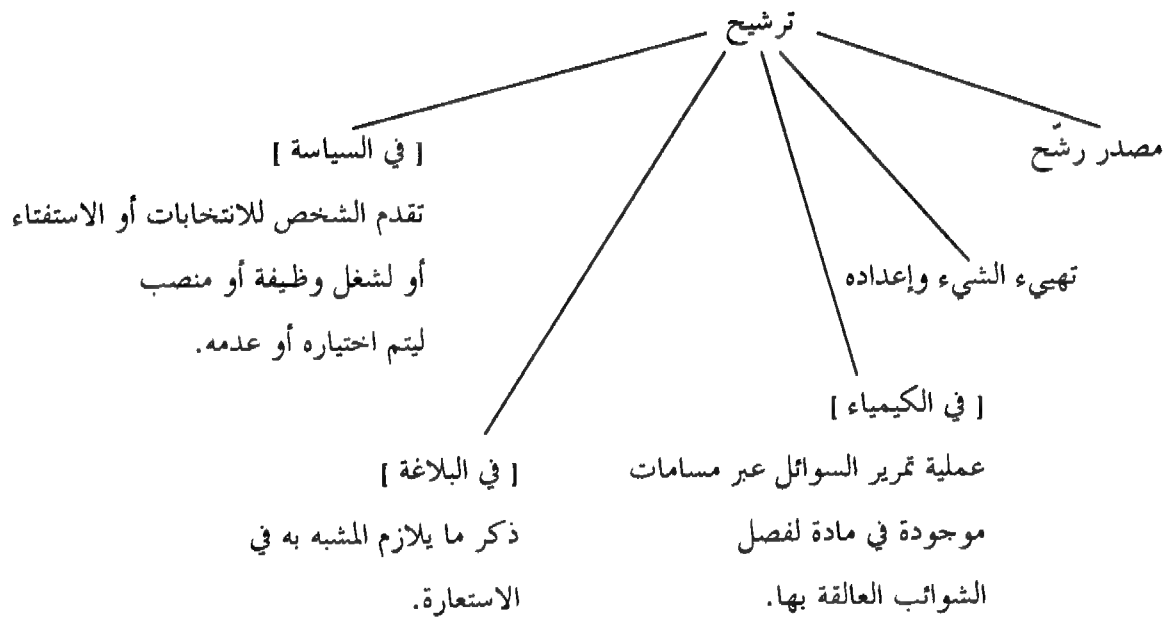 ترشيح
مصدر رشّح
تهييء الشيء وإعداده
[ في الكيمياء ]
عملية تمرير السوائل عبر مسامات
موجودة في مادة لفصل
الشوائب العالقة بها.
[ في البلاغة ]
ذكر ما يلازم المشبه به في
الاستعارة.
[ في السياسة ]
تقدم الشخص للانتخابات أو الاستفتاء
أو لشغل وظيفة أو منصب
ليتم اختياره أو عدمه.